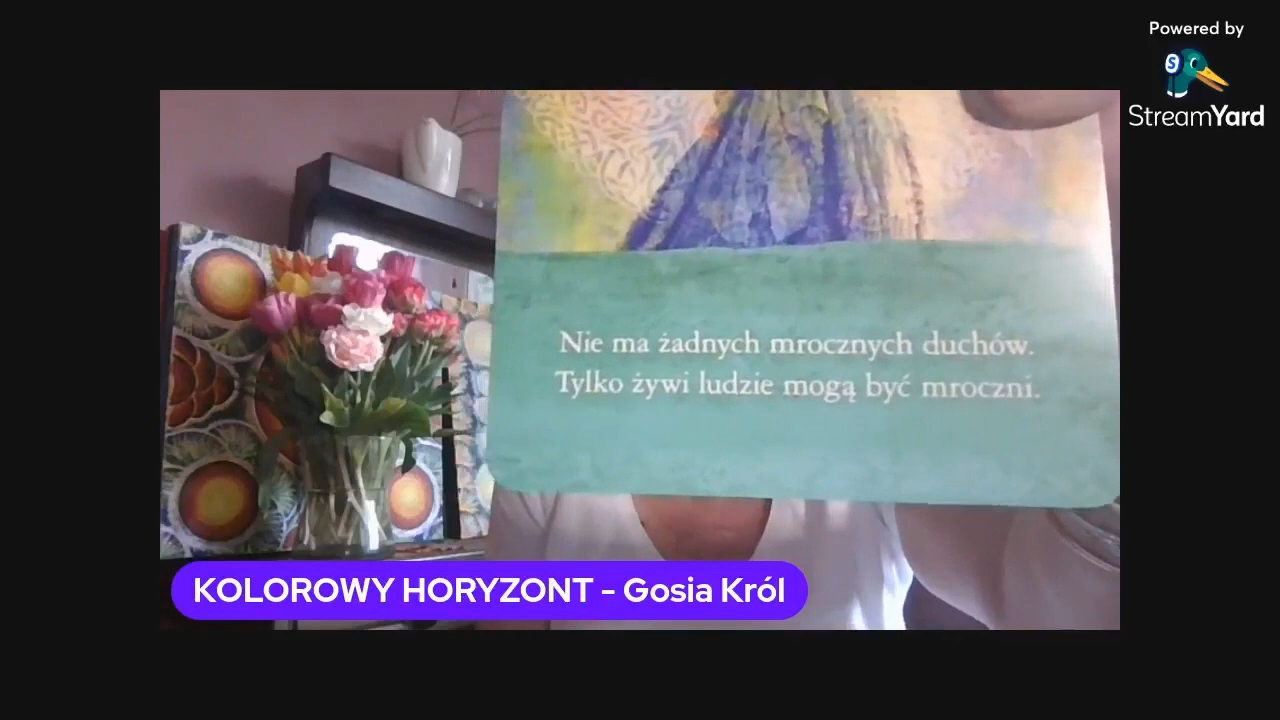 Powered by
StreamYard
Nie ma żadnych mrocznych duchów.
Tylko żywi ludzie mogą być mroczni.
KOLOROWY HORYZONT - Gosia Król